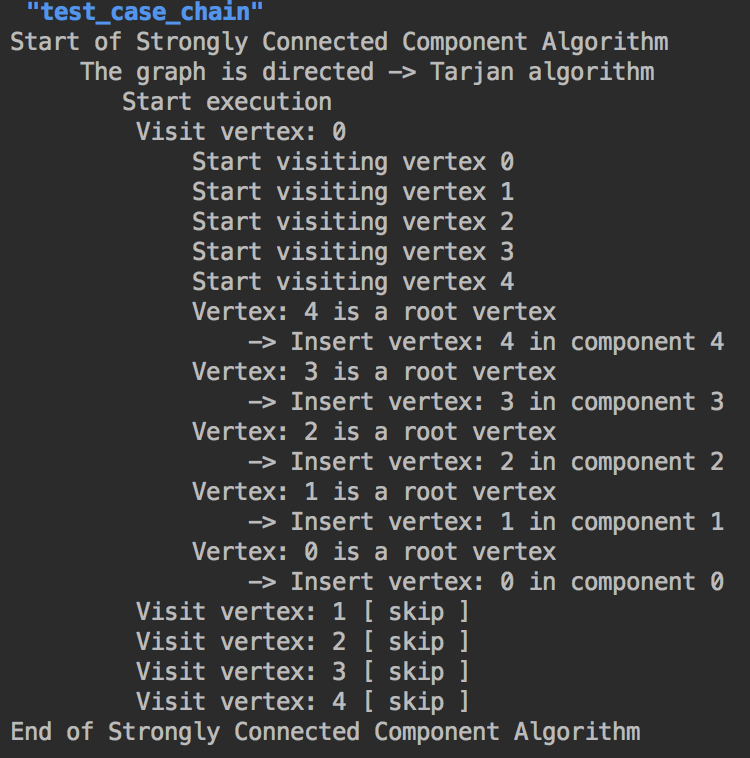 "test_case_chain"
Start of Strongly Connected Component Algorithm
The graph is directed -> Tarjan algorithm
Start execution
Visit vertex: 0
Start visiting vertex 0
Start visiting vertex 1
Start visiting vertex 2
Start visiting vertex 3
Start visiting vertex 4
Vertex: 4 is a root vertex
-> Insert vertex: 4 in component 4
Vertex: 3 is a root vertex
-> Insert vertex: 3 in component 3
Vertex: 2 is a root vertex
-> Insert vertex: 2 in component 2
Vertex: 1 is a root vertex
-> Insert vertex: 1 in component 1
Vertex: 0 is a root vertex
-> Insert vertex: 0 in component 0
Visit vertex: 1 [ skip ]
Visit vertex: 2 [ skip ]
Visit vertex: 3 [ skip ]
Visit vertex: 4 [ skip ]
End of Strongly Connected Component Algorithm